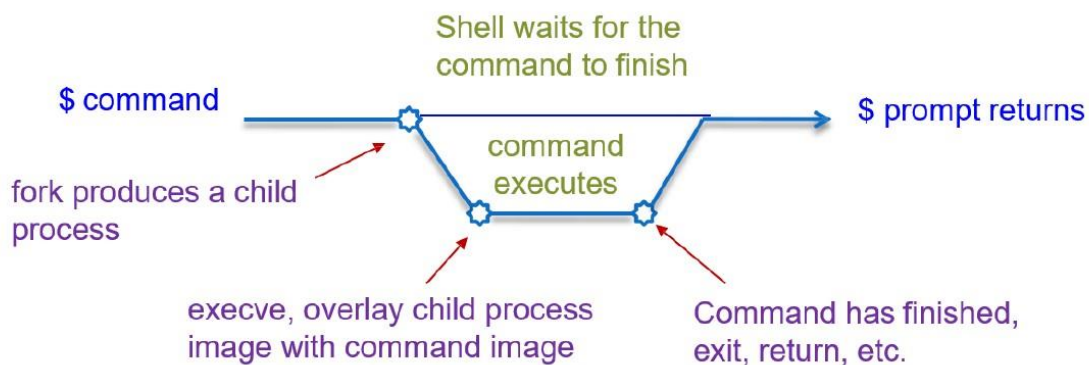 Shell waits for the
command to finish
$ command
$ prompt returns
command
executes
fork produces a child
process
execve, overlay child process
image with command image
Command has finished,
exit, return, etc.